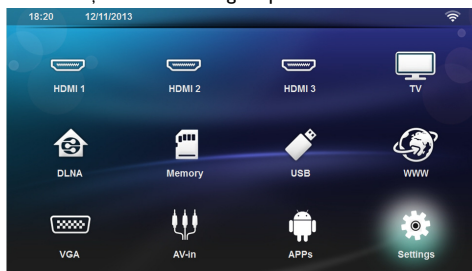 18:20 12/11/2013
HDMI 1 HDMI 2 HDMI 3 TV
DLNA Memory USB WWW
VGA AV-in APPs Settings